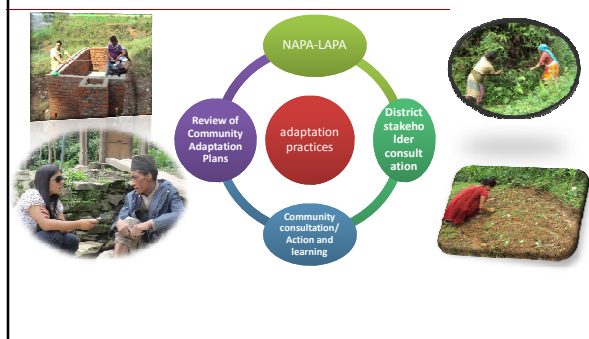 NAPA-LAPA
Review of
Community
Adaptation
Plans
adaptation
practices
District
stakeho
lder
consult
ation
Community
consultation/
Action and
learning